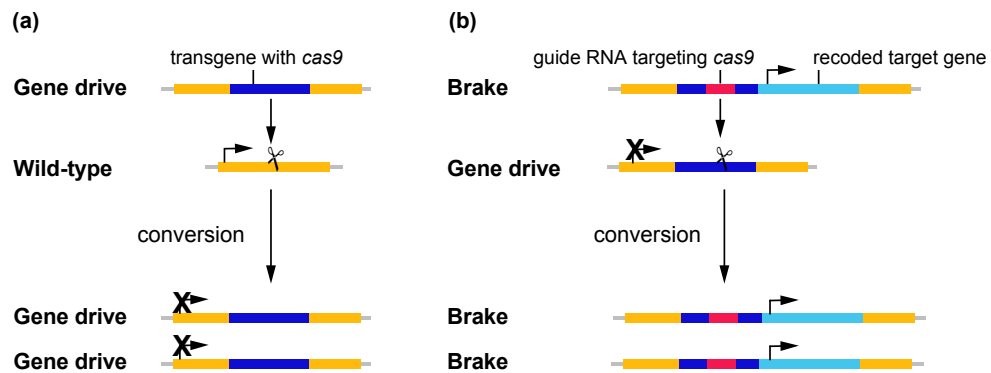 (a)
transgene with cas9
Gene drive
Wild-type
conversion
X
Gene drive
X
Gene drive
(b)
guide RNA targeting cas9
recoded target gene
Brake
X
Gene drive
conversion
Brake
Brake